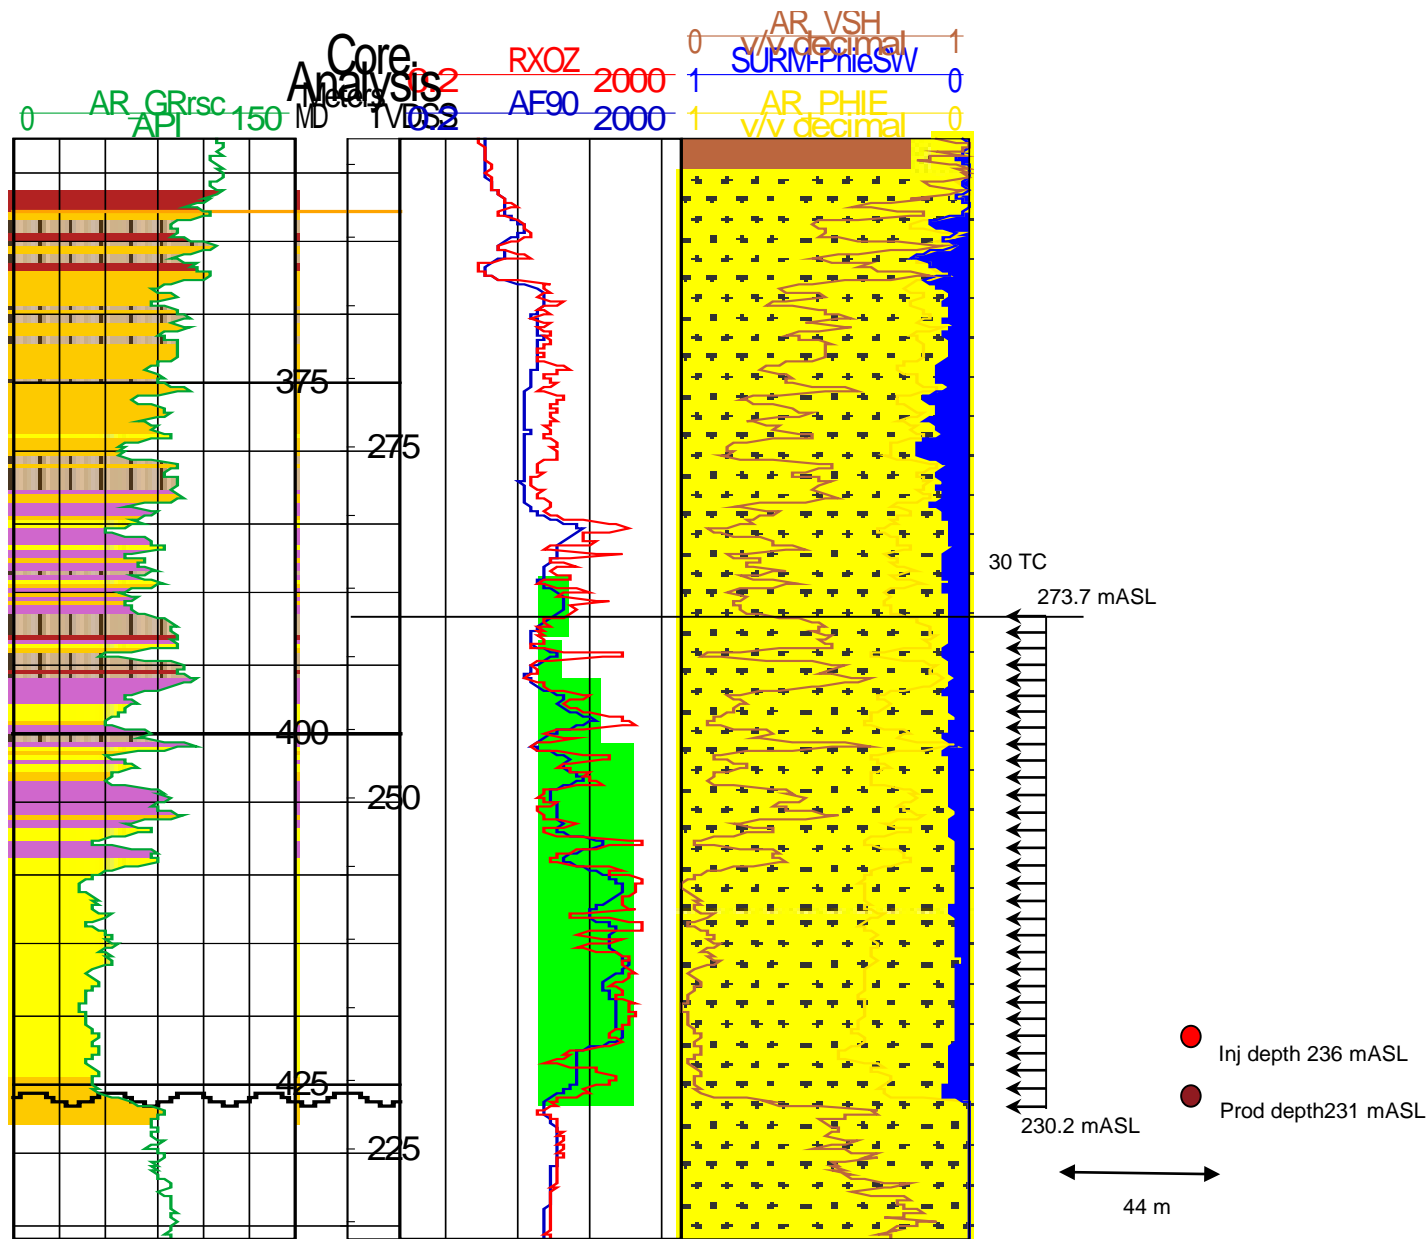 AR_VSH
0 v/v decimal 1
Core
Analysis
RXOZ
0.2 2000
SURM-PhieSW
1 0
AR_GRrsc
0 API 150
Meters
MD TVDSS
AF90
0.2 2000
AR_PHIE
1 v/v decimal 0
375
275
30 TC
273.7 mASL
400
250
Inj depth 236 mASL
425
Prod depth231 mASL
230.2 mASL
225
44 m